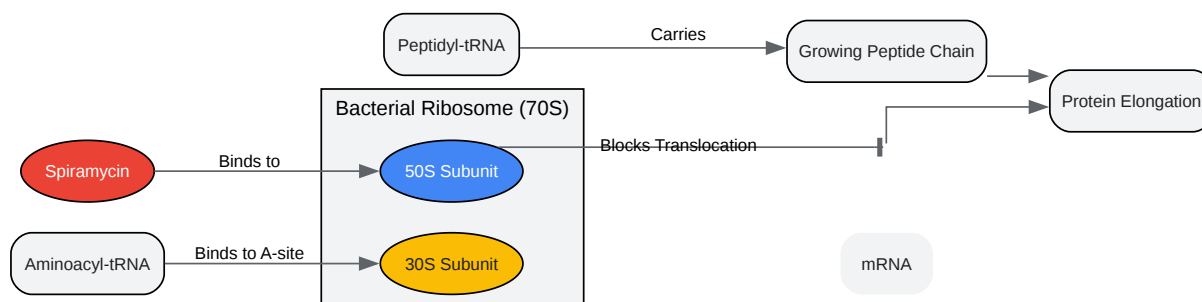 Peptidyl-tRNA
Carries
Growing Peptide Chain
Protein Elongation
Bacterial Ribosome (70S)
Spiramycin
Binds to
50S Subunit
Blocks Translocation
Aminoacyl-tRNA
Binds to A-site
30S Subunit
mRNA